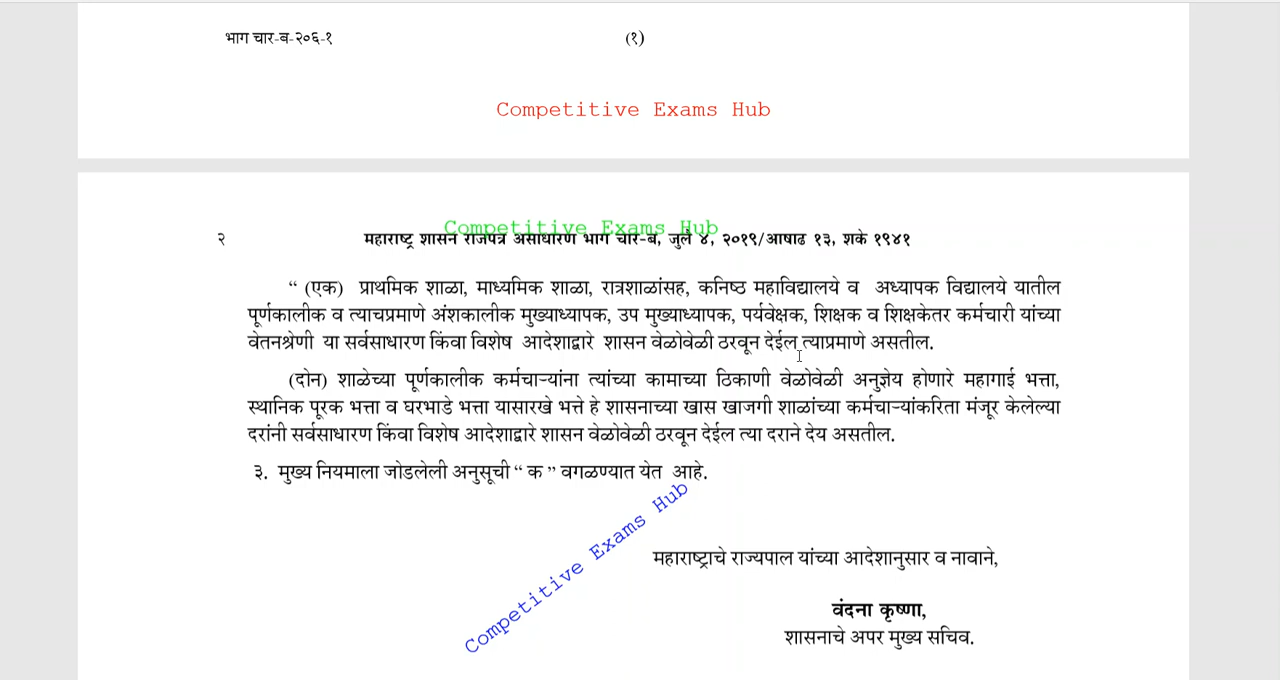 भाग चार-ब-२०६-१
(१)
Competitive Exams Hub
Competitive Exams Hub
२ महाराष्ट्र शासन राजपत्र असाधारण भाग चार-ब, जुलै ४, २०१९/आषाढ १३, शके १९४१
“ (एक) प्राथमिक शाळा, माध्यमिक शाळा, रात्रशाळांसह, कनिष्ठ महाविद्यालये व अध्यापक विद्यालये यातील
पूर्णकालीक व त्याचप्रमाणे अंशकालीक मुख्याध्यापक, उप मुख्याध्यापक, पर्यवेक्षक, शिक्षक व शिक्षकेतर कर्मचारी यांच्या
वेतनश्रेणी या सर्वसाधारण किंवा विशेष आदेशाद्वारे शासन वेळोवेळी ठरवून देईल त्याप्रमाणे असतील.
(दोन) शाळेच्या पूर्णकालीक कर्मचाऱ्यांना त्यांच्या कामाच्या ठिकाणी वेळोवेळी अनुज्ञेय होणारे महागाई भत्ता,
स्थानिक पूरक भत्ता व घरभाडे भत्ता यासारखे भत्ते हे शासनाच्या खास खाजगी शाळांच्या कर्मचाऱ्यांकरिता मंजूर केलेल्या
दरांनी सर्वसाधारण किंवा विशेष आदेशाद्वारे शासन वेळोवेळी ठरवून देईल त्या दराने देय असतील.
३. मुख्य नियमाला जोडलेली अनुसूची “ क ” वगळण्यात येत आहे.
Competitive Exams Hub
महाराष्ट्राचे राज्यपाल यांच्या आदेशानुसार व नावाने,
वंदना कृष्णा,
शासनाचे अपर मुख्य सचिव.